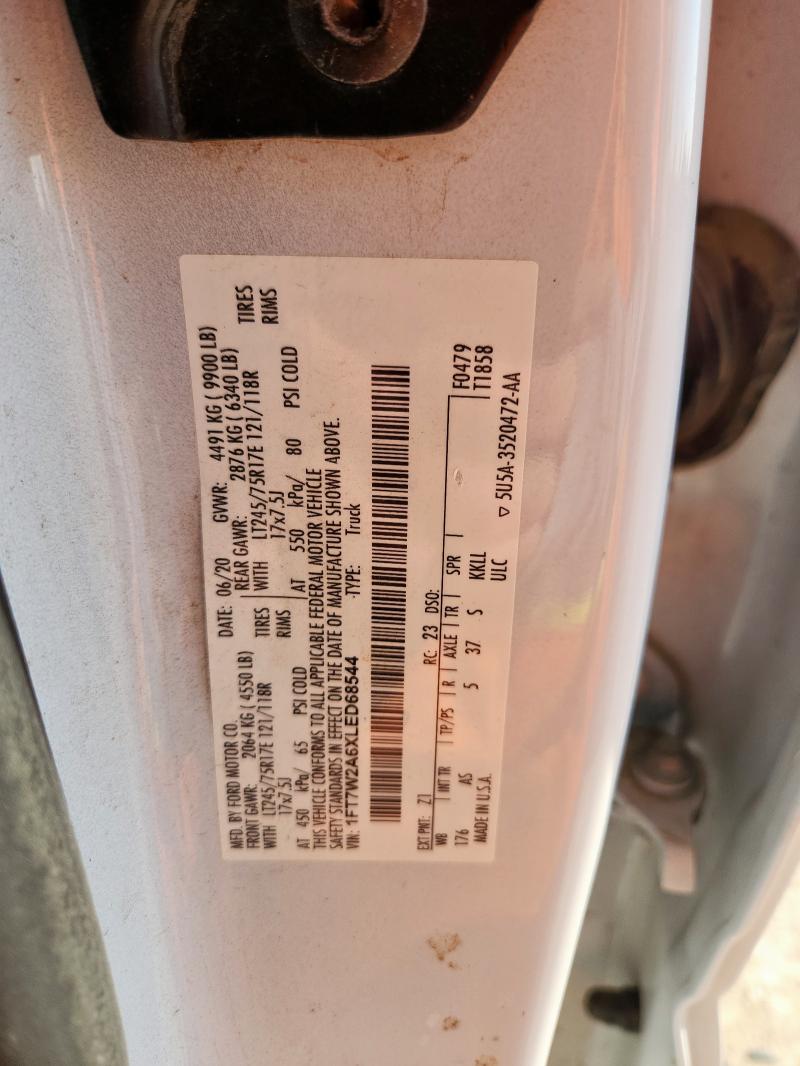 MFD. BY FORD MOTOR CO.
DATE: 06/20 GVWR: 4491 KG ( 9900 LB)
FRONT GAWR: 2064 KG ( 4550 LB) REAR GAWR: 2876 KG ( 6340 LB)
WITH LT245/75R17E 121/118R TIRES WITH LT245/75R17E 121/118R TIRES
17x7.5J RIMS 17x7.5J RIMS
AT 450 kPa/ 65 PSI COLD AT 550 kPa/ 80 PSI COLD
THIS VEHICLE CONFORMS TO ALL APPLICABLE FEDERAL MOTOR VEHICLE
SAFETY STANDARDS IN EFFECT ON THE DATE OF MANUFACTURE SHOWN ABOVE.
VIN: 1FT7W2A6XLED68544 TYPE: Truck
EXT PNT: Z1 RC: 23 DSO: F0479
WB INT TR TP/PS R AXLE TR SPR T1858
176 AS 5 37 S KKLL
MADE IN U.S.A. ULC ▽ 5U5A-3520472-AA